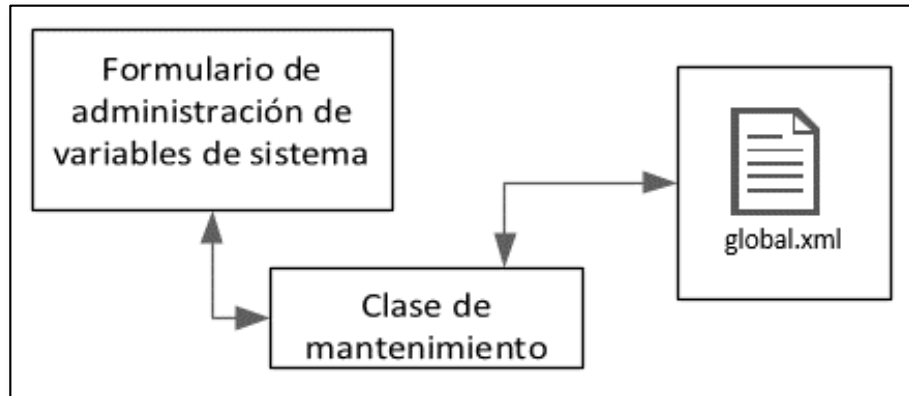 Formulario de
administración de
variables de sistema
global.xml
Clase de
mantenimiento